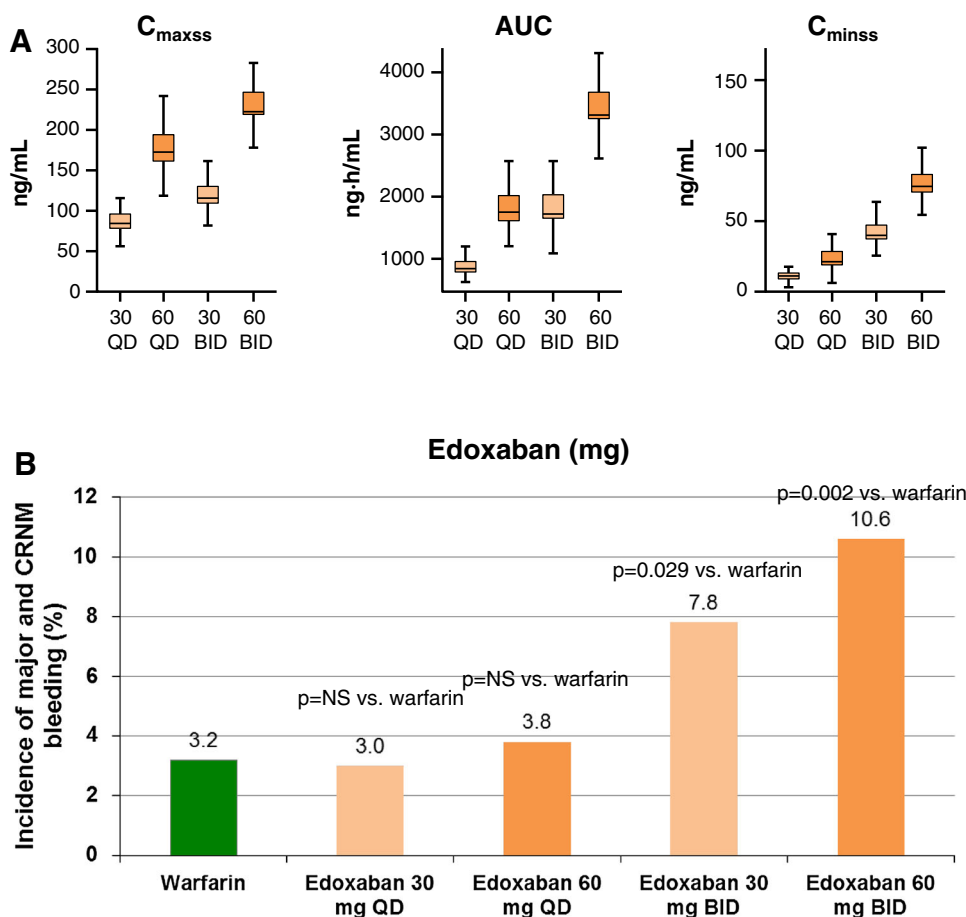 A
C_maxss
ng/mL
300
250
200
150
100
50
0
30 60 30 60
QD QD BID BID
AUC
ng·h/mL
4000
3000
2000
1000
30 60 30 60
QD QD BID BID
C_minss
ng/mL
150
100
50
0
30 60 30 60
QD QD BID BID
Edoxaban (mg)
B
Incidence of major and CRNM
bleeding (%)
12
10
8
6
4
2
0
3.2
p=NS vs. warfarin
3.0
p=NS vs. warfarin
3.8
p=0.029 vs. warfarin
7.8
p=0.002 vs. warfarin
10.6
Warfarin
Edoxaban 30
mg QD
Edoxaban 60
mg QD
Edoxaban 30
mg BID
Edoxaban 60
mg BID